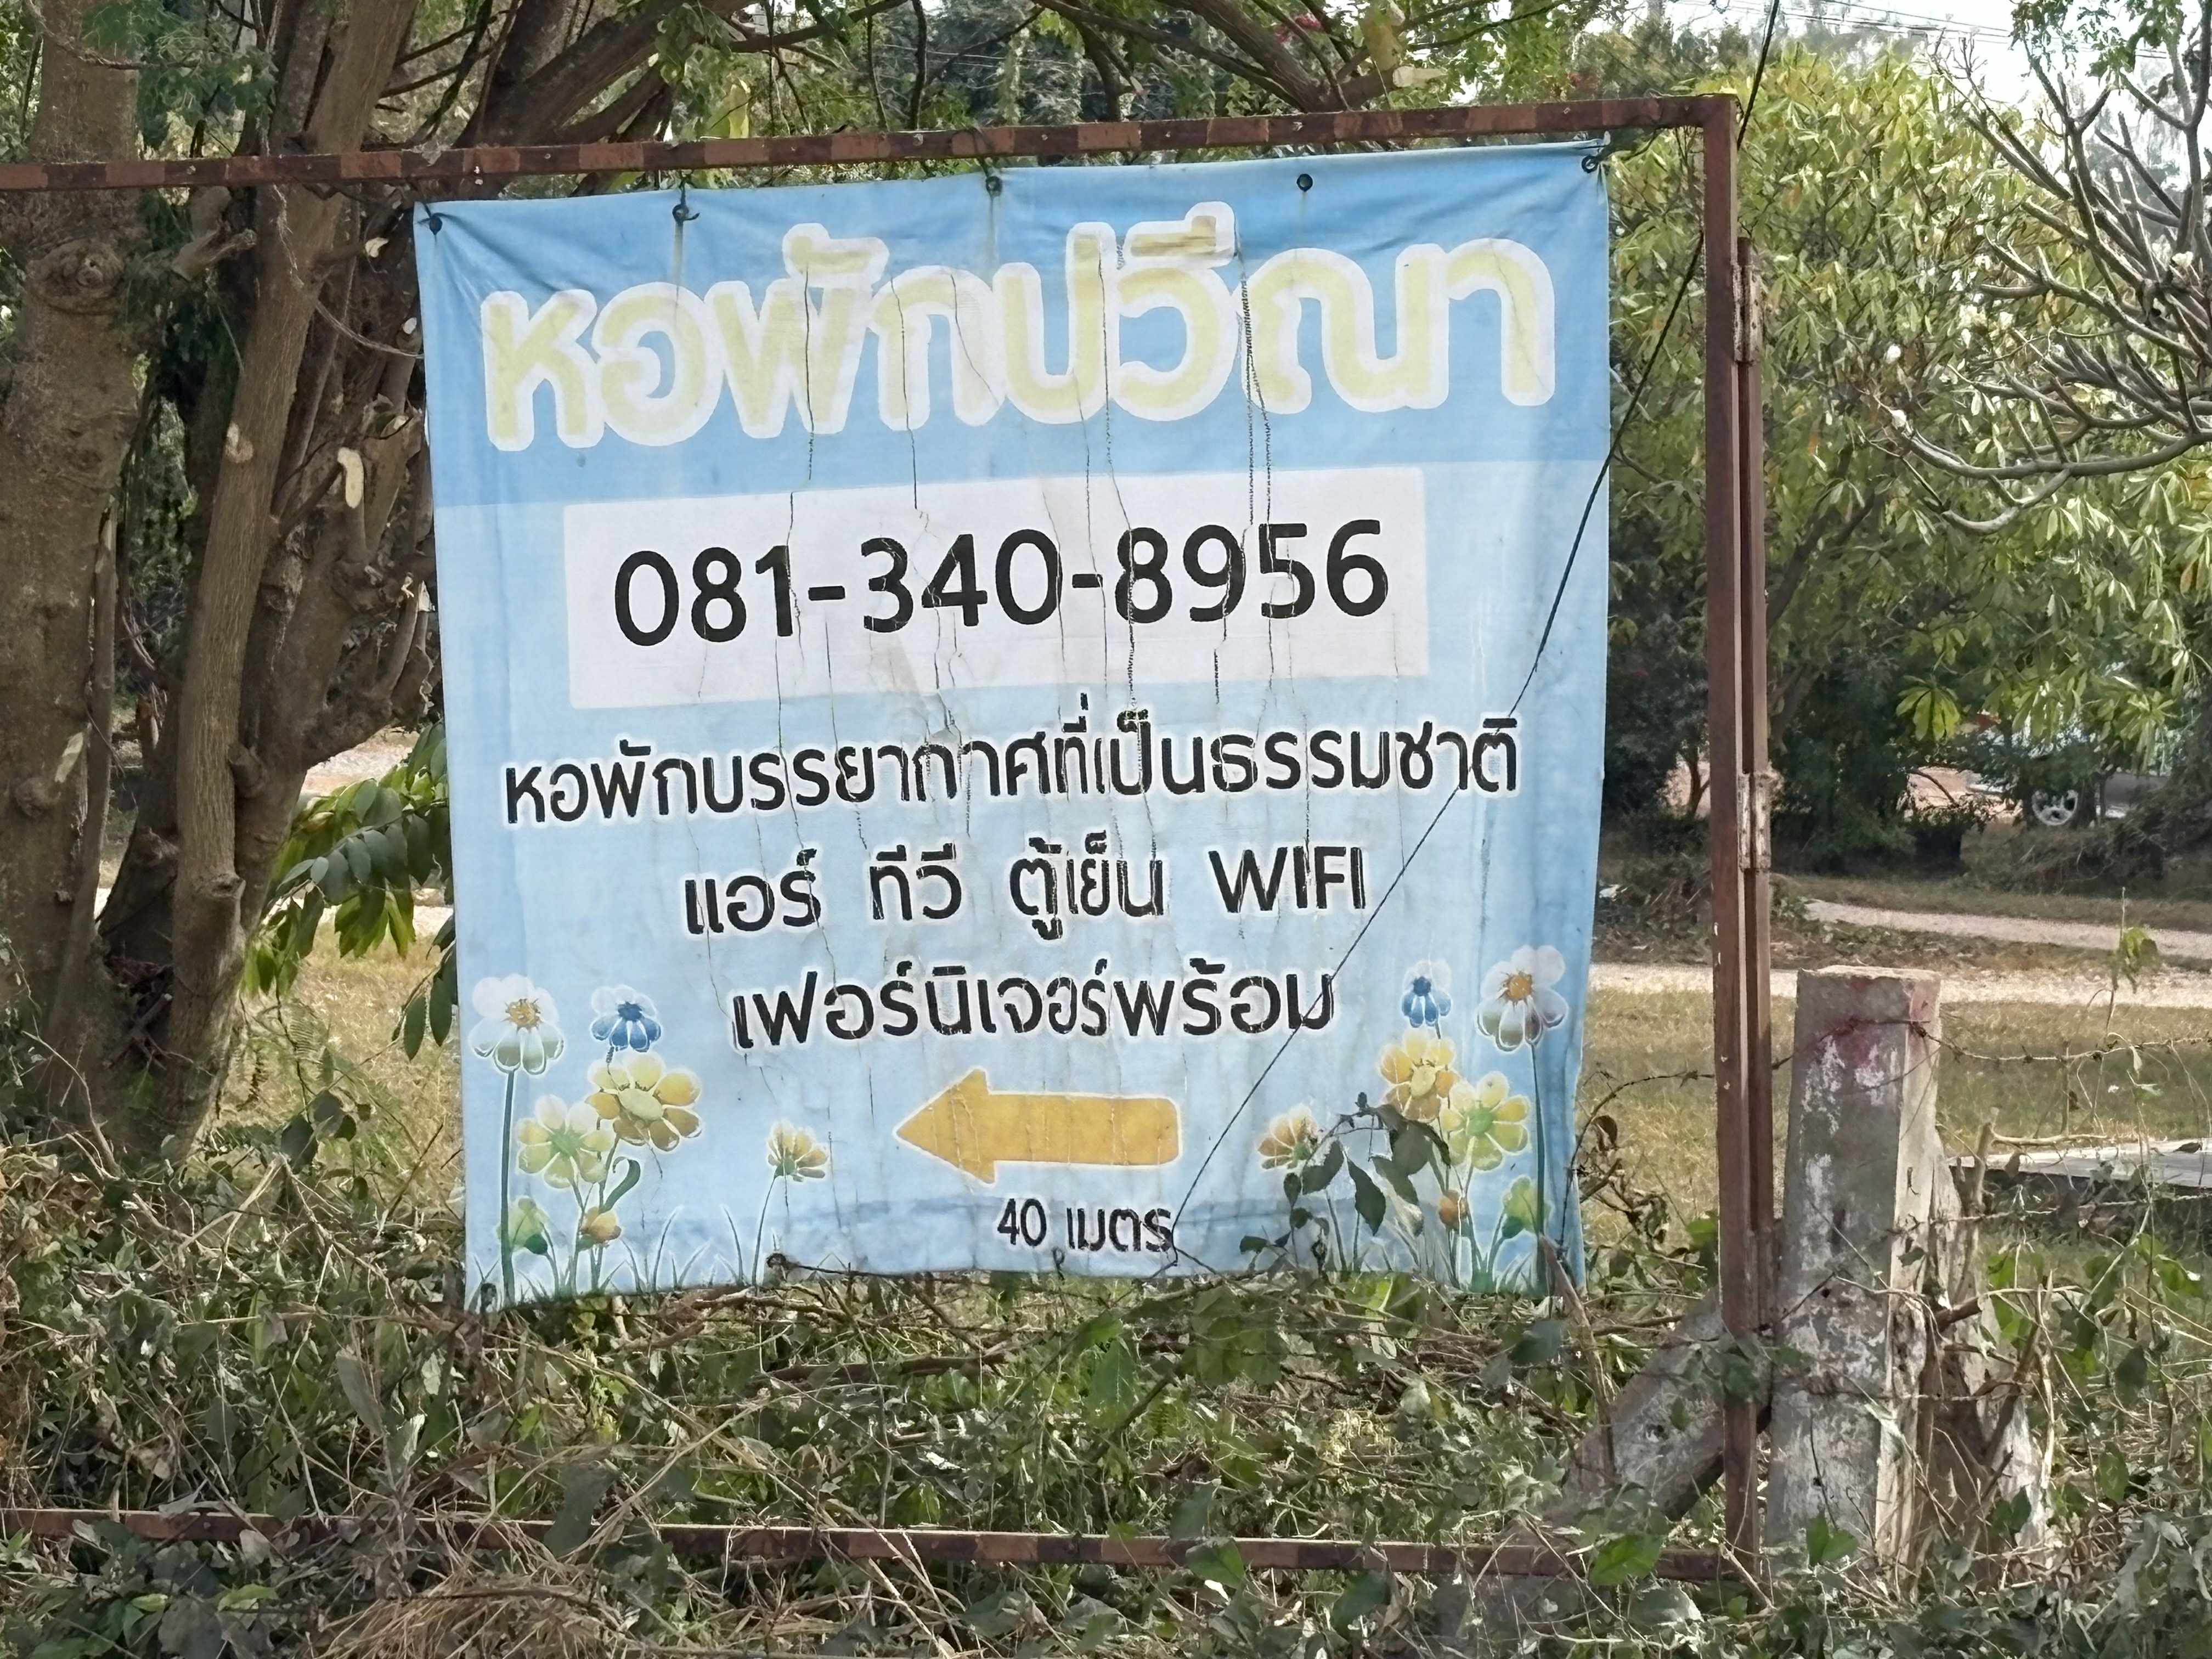 หอพักปวีณา
081-340-8956
หอพักบรรยากาศที่เป็นธรรมชาติ
แอร์ ทีวี ตู้เย็น WIFI
เฟอร์นิเจอร์พร้อม
40 เมตร